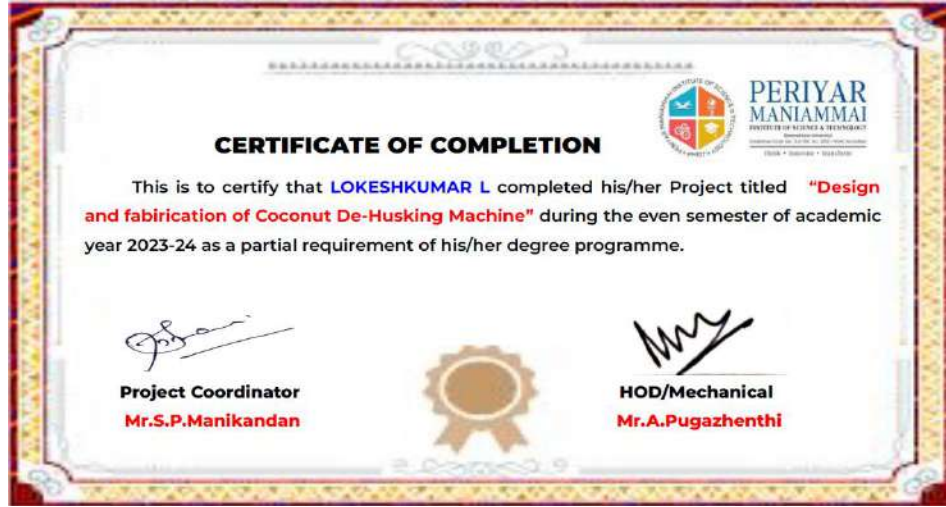 PERIYAR
MANIAMMAI
INSTITUTE OF SCIENCE & TECHNOLOGY
CERTIFICATE OF COMPLETION
This is to certify that LOKESHKUMAR L completed his/her Project titled “Design
and fabirication of Coconut De-Husking Machine” during the even semester of academic
year 2023-24 as a partial requirement of his/her degree programme.
Project Coordinator
Mr.S.P.Manikandan
HOD/Mechanical
Mr.A.Pugazhenthi